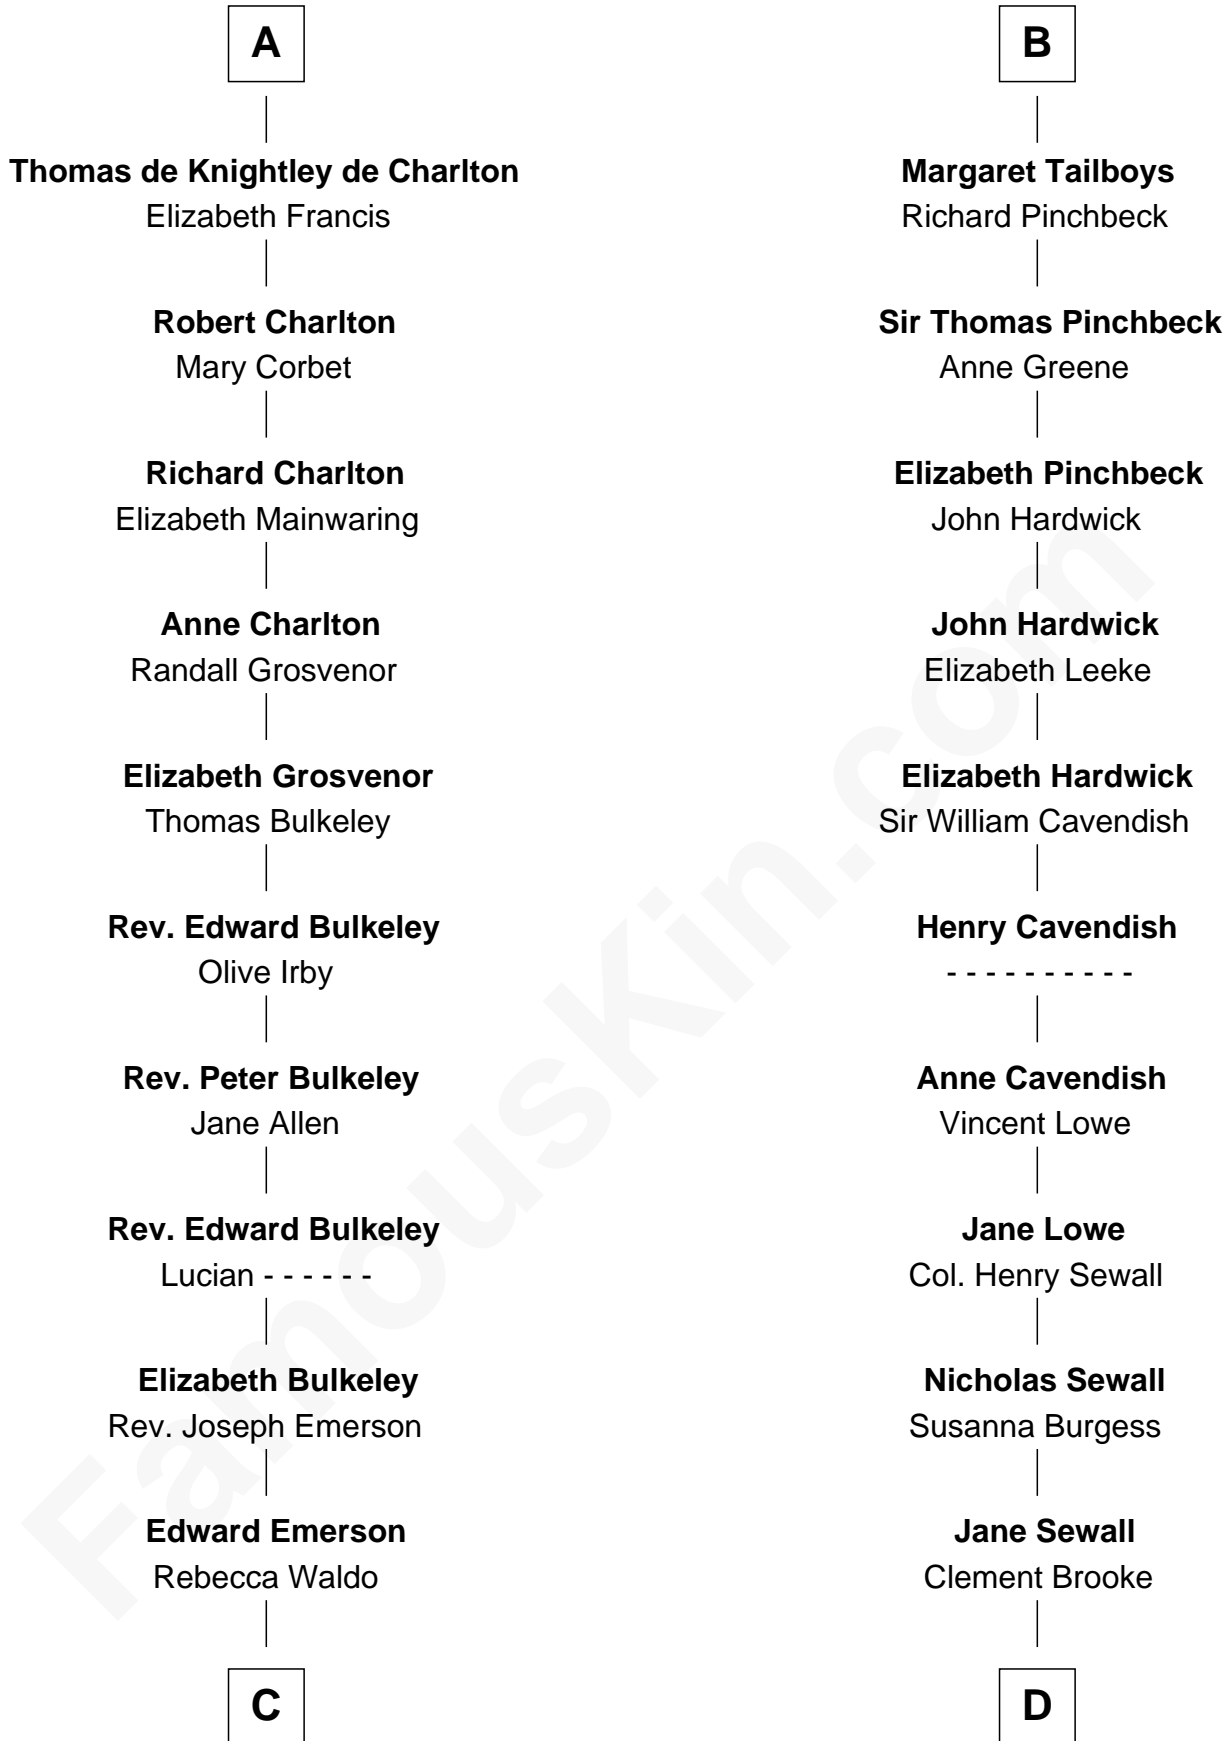 A
Thomas de Knightley de Charlton
Elizabeth Francis
Robert Charlton
Mary Corbet
Richard Charlton
Elizabeth Mainwaring
Anne Charlton
Randall Grosvenor
Elizabeth Grosvenor
Thomas Bulkeley
Rev. Edward Bulkeley
Olive Irby
Rev. Peter Bulkeley
Jane Allen
Rev. Edward Bulkeley
Lucian - - - - - -
Elizabeth Bulkeley
Rev. Joseph Emerson
Edward Emerson
Rebecca Waldo
C
B
Margaret Tailboys
Richard Pinchbeck
Sir Thomas Pinchbeck
Anne Greene
Elizabeth Pinchbeck
John Hardwick
John Hardwick
Elizabeth Leeke
Elizabeth Hardwick
Sir William Cavendish
Henry Cavendish
- - - - - - - - - -
Anne Cavendish
Vincent Lowe
Jane Lowe
Col. Henry Sewall
Nicholas Sewall
Susanna Burgess
Jane Sewall
Clement Brooke
D
FamousKin.com